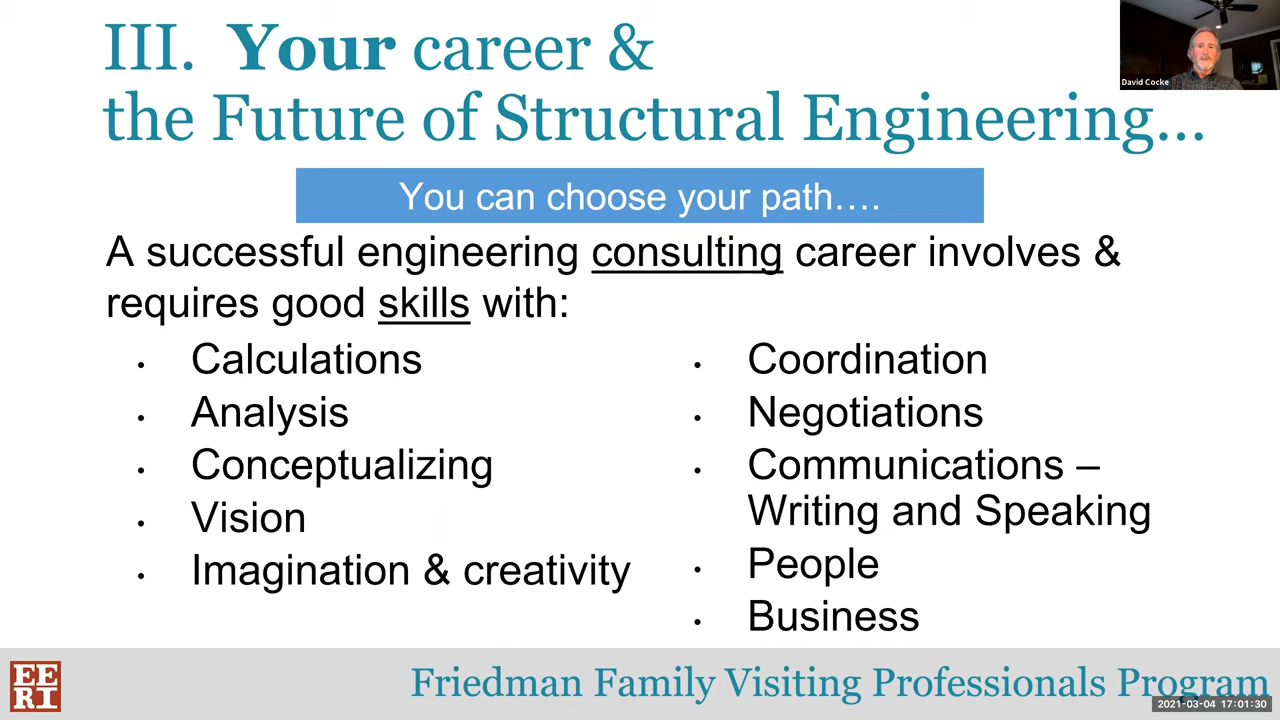 III. Your career &
the Future of Structural Engineering...
David Cocke
You can choose your path....
A successful engineering consulting career involves &
requires good skills with:
• Calculations
• Analysis
• Conceptualizing
• Vision
• Imagination & creativity
• Coordination
• Negotiations
• Communications –
Writing and Speaking
• People
• Business
EE
RI
Friedman Family Visiting Professionals Program
2021-03-04 17:01:30